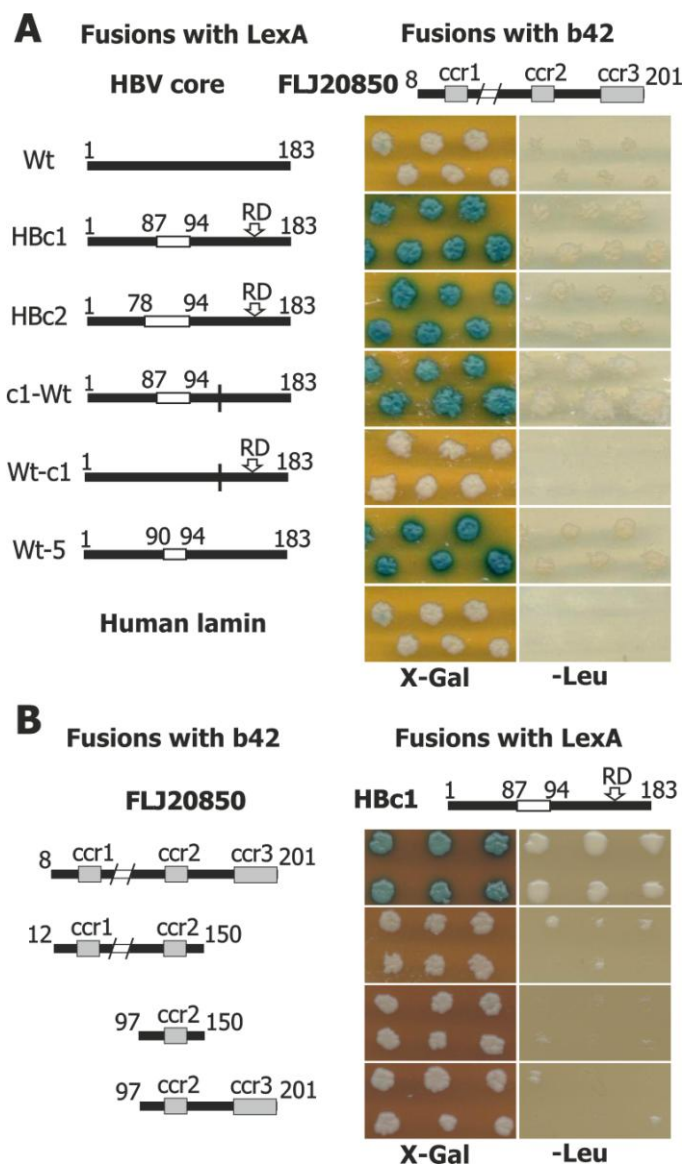 A
Fusions with LexA Fusions with b42
HBV core FLJ20850 8 ccr1 ccr2 ccr3 201
Wt 1 183
HBc1 1 87 94 RD 183
HBc2 1 78 94 RD 183
c1-Wt 1 87 94 183
Wt-c1 1 RD 183
Wt-5 1 90 94 183
Human lamin
X-Gal -Leu
B
Fusions with b42 Fusions with LexA
FLJ20850 HBc1 1 87 94 RD 183
8 ccr1 ccr2 ccr3 201
12 ccr1 ccr2 150
97 ccr2 150
97 ccr2 ccr3 201
X-Gal -Leu